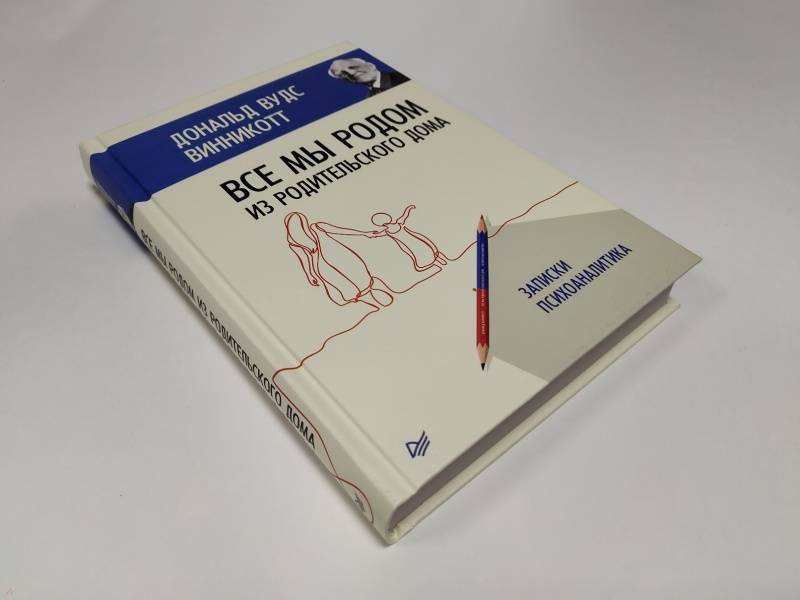 ДОНАЛЬД ВУДС
ВИННИКОТТ
ВСЕ МЫ РОДОМ
ИЗ РОДИТЕЛЬСКОГО ДОМА
ЗАПИСКИ
ПСИХОАНАЛИТИКА
ВСЕ МЫ РОДОМ ИЗ РОДИТЕЛЬСКОГО ДОМА